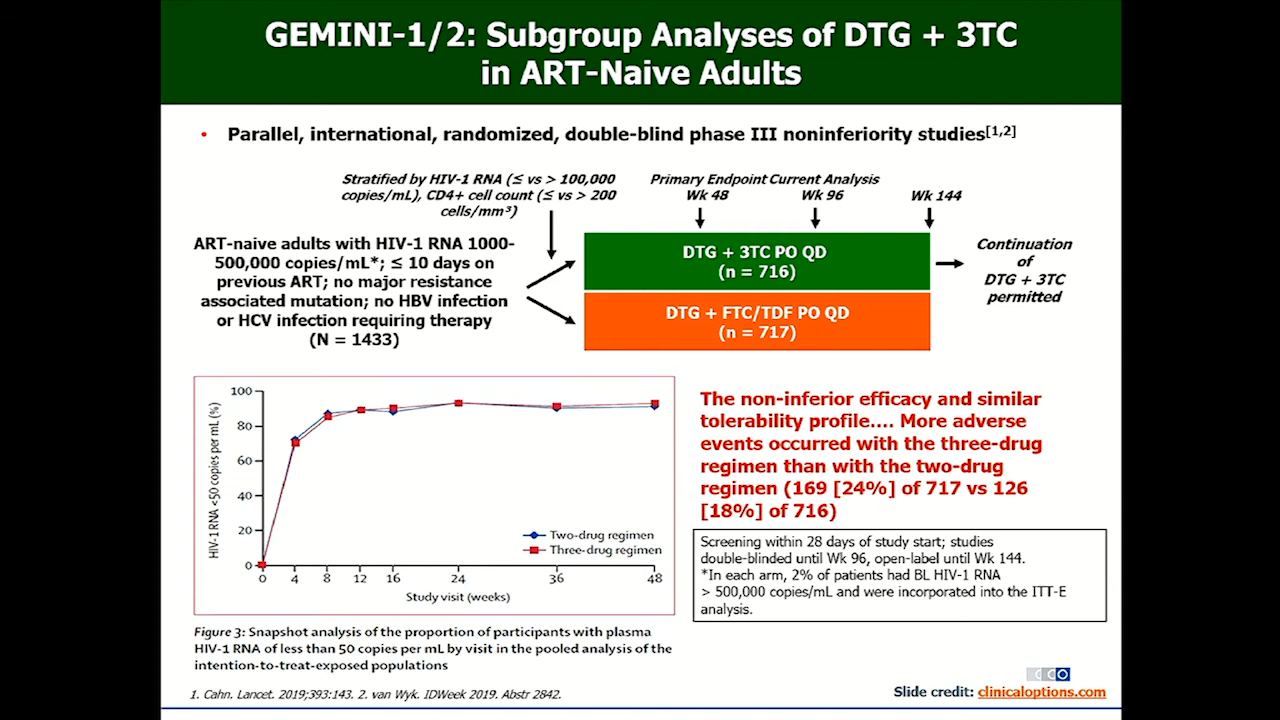 GEMINI-1/2: Subgroup Analyses of DTG + 3TC
in ART-Naive Adults
• Parallel, international, randomized, double-blind phase III noninferiority studies[1,2]
Stratified by HIV-1 RNA (≤ vs > 100,000
copies/mL), CD4+ cell count (≤ vs > 200
cells/mm³)
Primary Endpoint Current Analysis
Wk 48 Wk 96 Wk 144
ART-naive adults with HIV-1 RNA 1000-
500,000 copies/mL*; ≤ 10 days on
previous ART; no major resistance
associated mutation; no HBV infection
or HCV infection requiring therapy
(N = 1433)
DTG + 3TC PO QD
(n = 716)
DTG + FTC/TDF PO QD
(n = 717)
Continuation
of
DTG + 3TC
permitted
HIV-1 RNA <50 copies per mL (%)
100
80
60
40
20
0
Two-drug regimen
Three-drug regimen
0 4 8 12 16 24 36 48
Study visit (weeks)
Figure 3: Snapshot analysis of the proportion of participants with plasma
HIV-1 RNA of less than 50 copies per mL by visit in the pooled analysis of the
intention-to-treat-exposed populations
The non-inferior efficacy and similar
tolerability profile.... More adverse
events occurred with the three-drug
regimen than with the two-drug
regimen (169 [24%] of 717 vs 126
[18%] of 716)
Screening within 28 days of study start; studies
double-blinded until Wk 96, open-label until Wk 144.
*In each arm, 2% of patients had BL HIV-1 RNA
> 500,000 copies/mL and were incorporated into the ITT-E
analysis.
1. Cahn. Lancet. 2019;393:143. 2. van Wyk. IDWeek 2019. Abstr 2842.
CCO
Slide credit: clinicaloptions.com